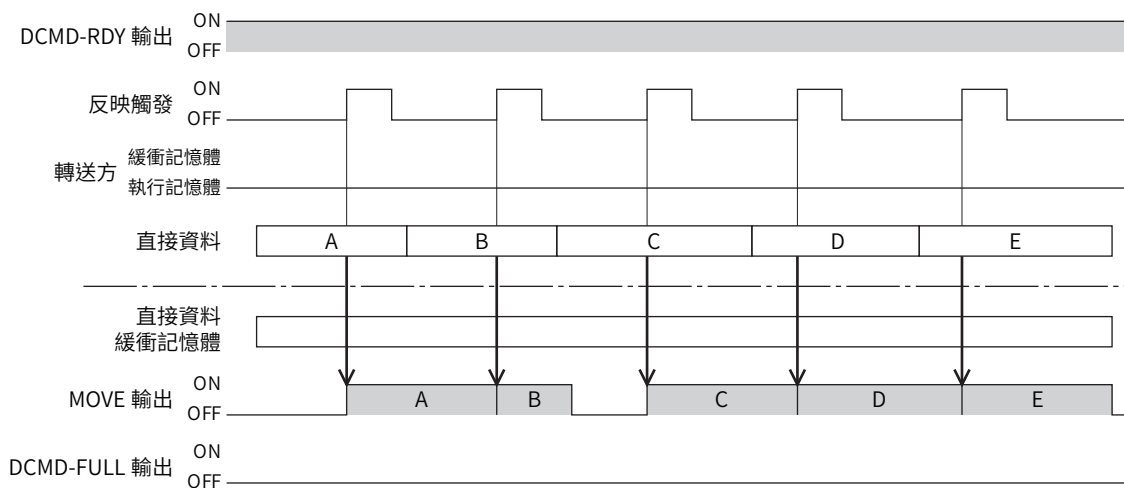 DCMD-RDY 輸出
ON
OFF
反映觸發
ON
OFF
轉送方
緩衝記憶體
執行記憶體
直接資料
A
B
C
D
E
直接資料
緩衝記憶體
MOVE 輸出
ON
OFF
A
B
C
D
E
DCMD-FULL 輸出
ON
OFF